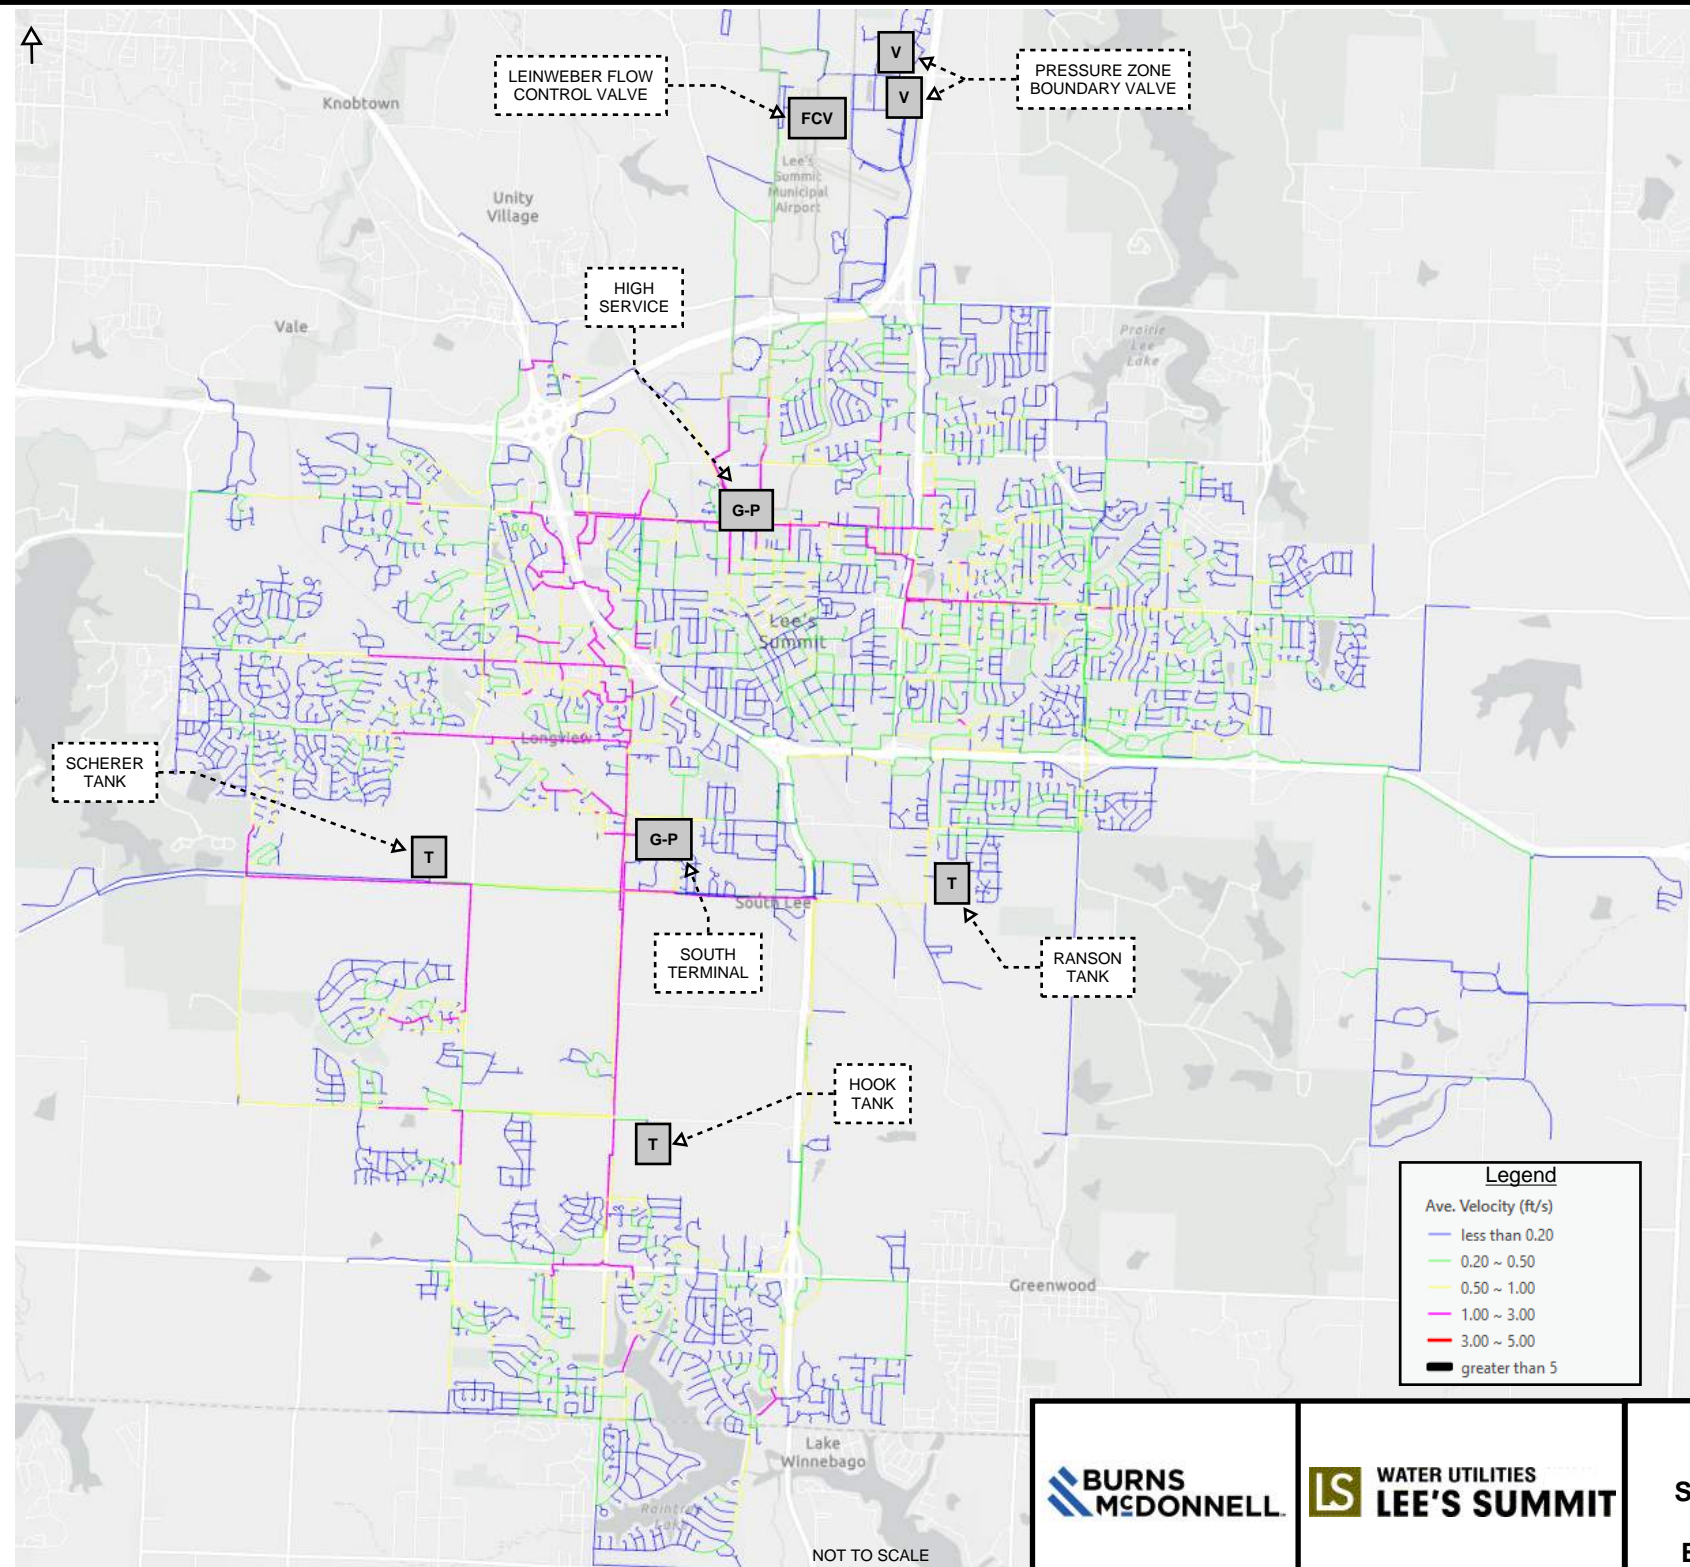 V
PRESSURE ZONE
BOUNDARY VALVE
LEINWEBER FLOW
CONTROL VALVE
V
FCV
Knobtown
Lee's
Summit
Municipal
Airport
Unity
Village
HIGH
SERVICE
Vale
Prairie
Lee
Lake
G-P
Lee's
Summit
Longview
SCHERER
TANK
G-P
T
T
South Lee
SOUTH
TERMINAL
RANSON
TANK
HOOK
TANK
T
Legend
Ave. Velocity (ft/s)
less than 0.20
0.20 ~ 0.50
0.50 ~ 1.00
1.00 ~ 3.00
3.00 ~ 5.00
greater than 5
Greenwood
Lake
Winnebago
Raintree
Lake
NOT TO SCALE
BURNS
McDONNELL
LS
WATER UTILITIES
LEE'S SUMMIT
S